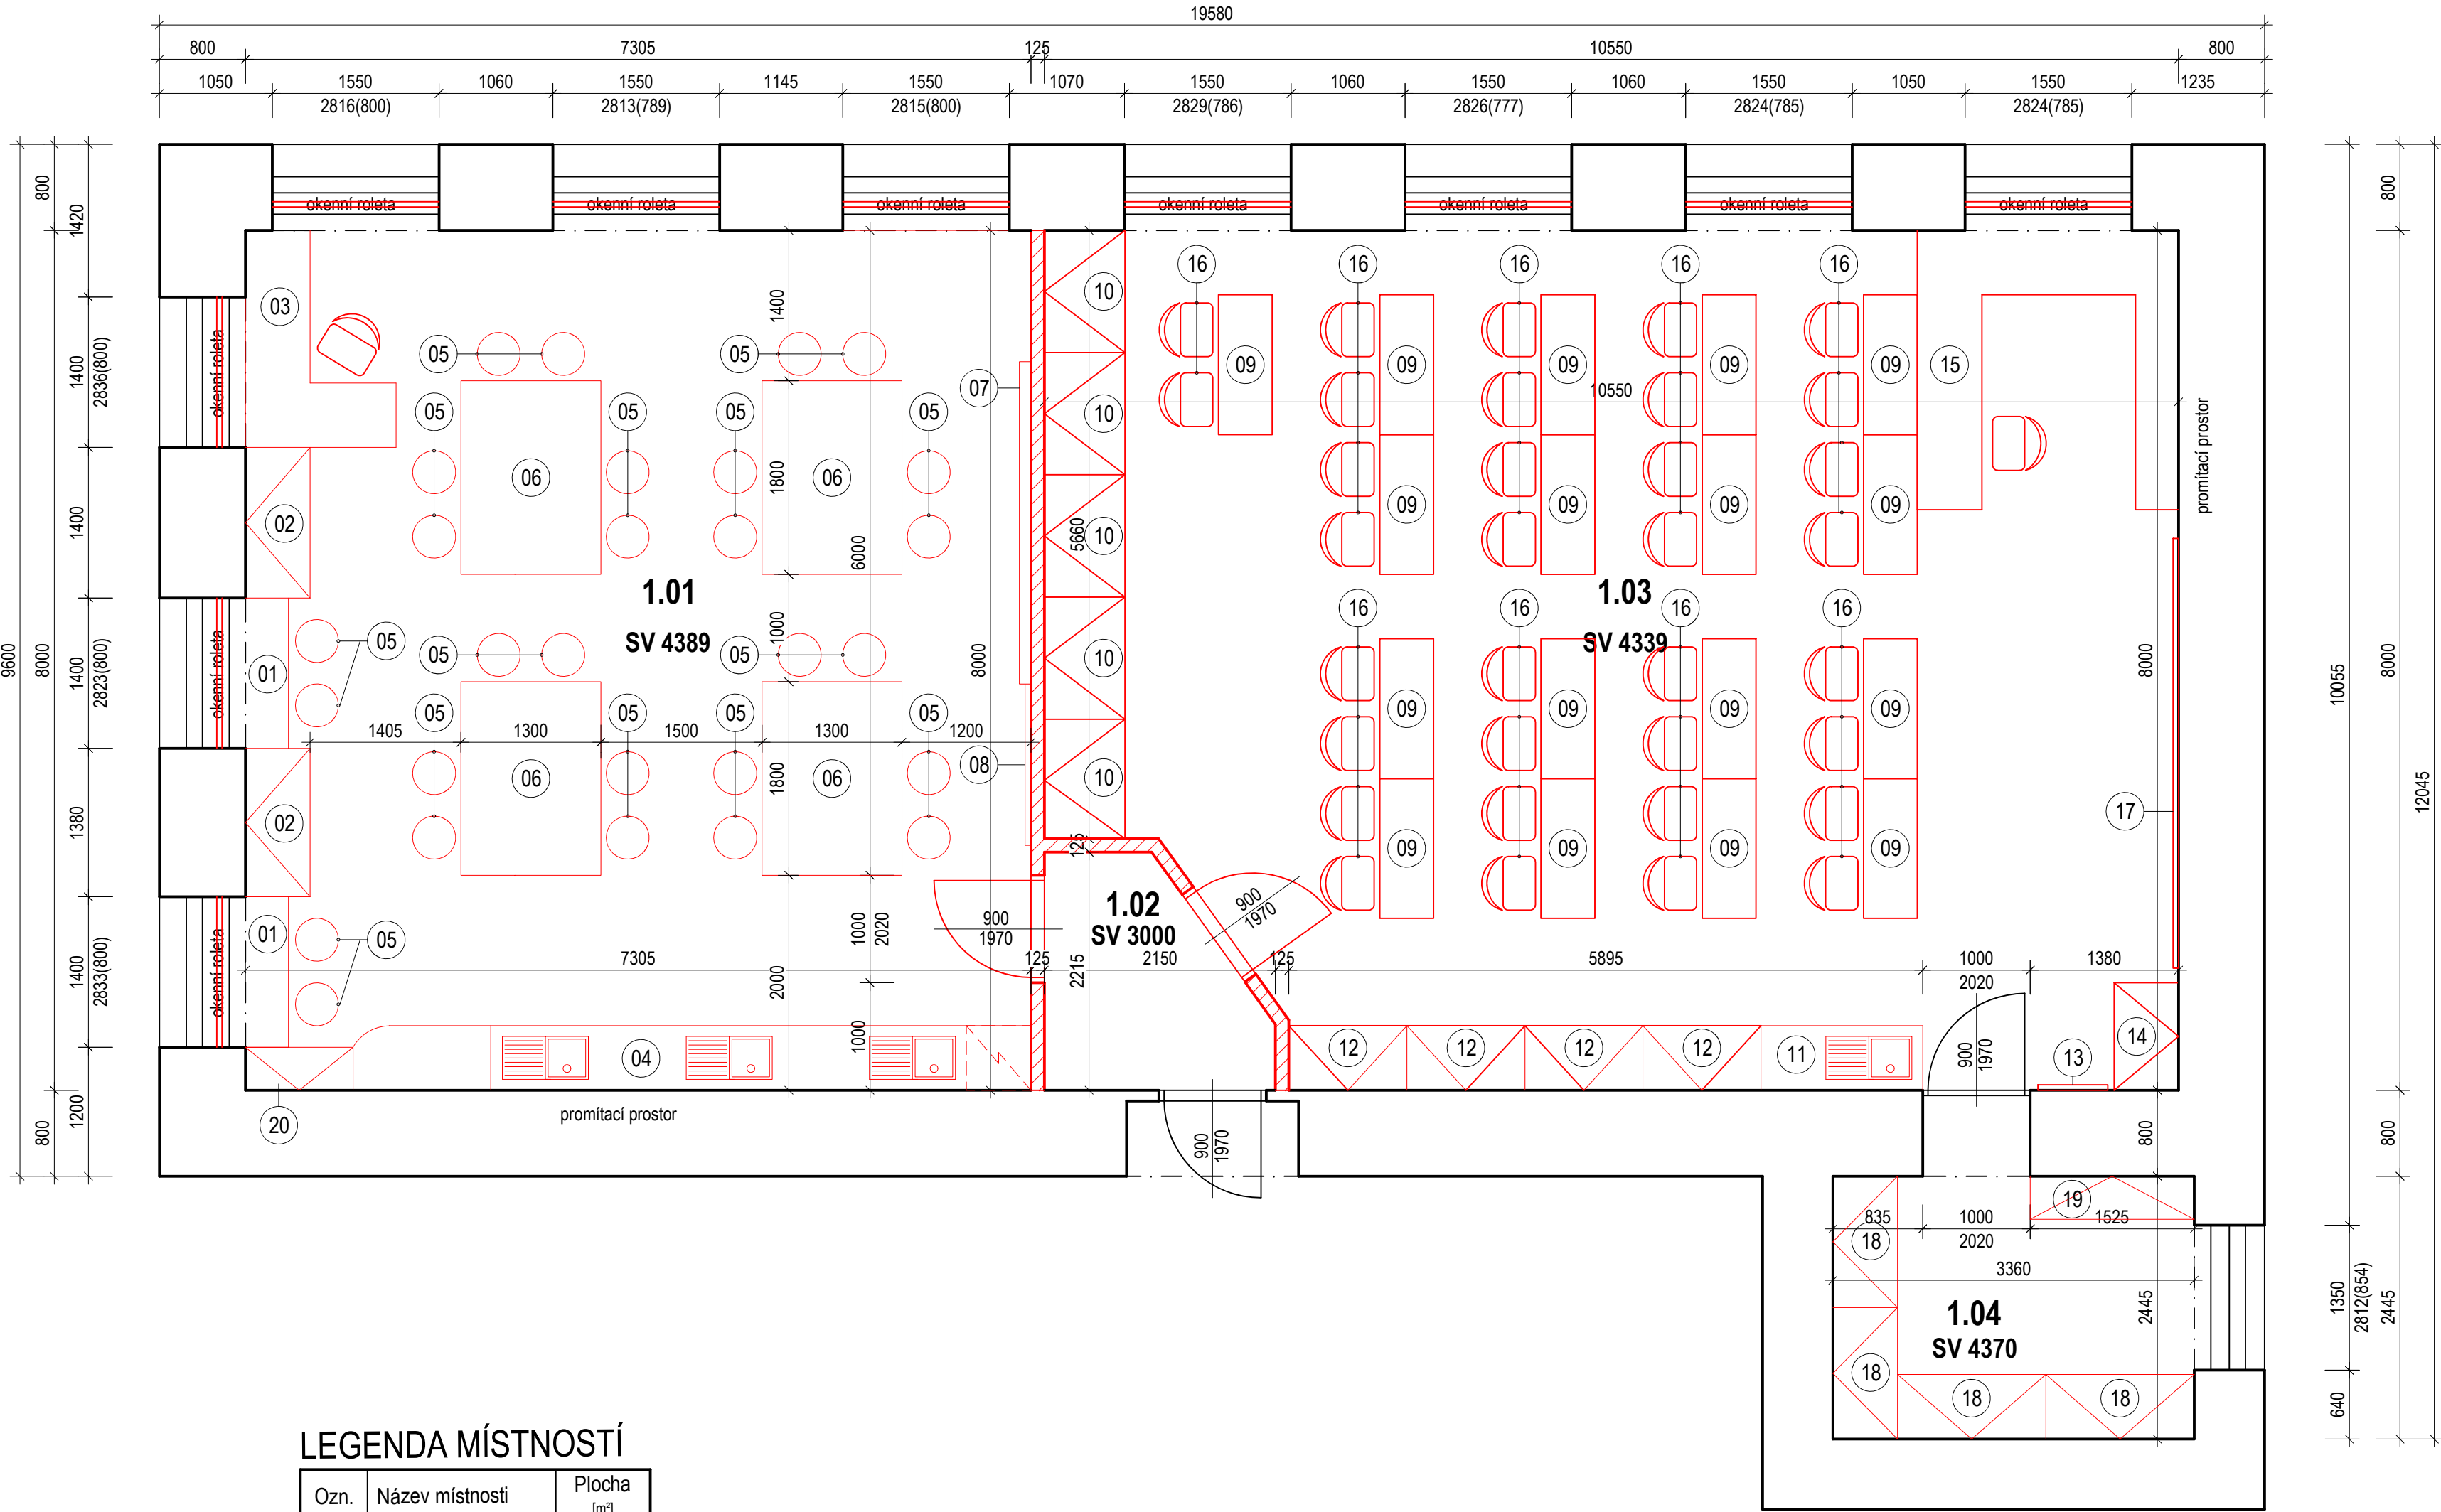 19580
800 7305 125 10550 800
1050 1550 1060 1550 1145 1550 1070 1550 1060 1550 1060 1550 1050 1550 1235
2816(800) 2813(789) 2815(800) 2829(786) 2826(777) 2824(785) 2824(785)
okenní roleta okenní roleta okenní roleta okenní roleta okenní roleta okenní roleta okenní roleta
9600
800 8000 800
1420 1400 1400 1400 1380 1400 1200
2836(800) 2823(800) 2833(800)
okenní roleta okenní roleta okenní roleta
03
1400
05 05
07
05 05 05 05
06 06
1800
02
6000
1.01
SV 4389
1000
05 05 05
01
8000
05 05 05 05
1405 1300 1500 1300 1200
08
06 06
1800
02
01
05
1000
2020
900
1970
7305 125 2150 125 5895 1000 1380
2020
2000
1000
04
20
promítací prostor
10
10
10
10
10
5660
125
1.02
SV 3000
2215
900
1970
900
1970
16 16 16 16 16
09 09 09 09 09
15
10550
promítací prostor
09 09 09 09
1.03
SV 4339
16 16 16 16
8000
09 09 09 09
17
09 09 09 09
12 12 12 12 11
900
1970
13
14
800
19
835 1000 1525
2020
18
3360
1.04
SV 4370
2445
18
18 18
10055
1350
2812(854)
640
800
8000
800
2445
12045
LEGENDA MÍSTNOSTÍ
Ozn. Název místnosti Plocha
[m²]